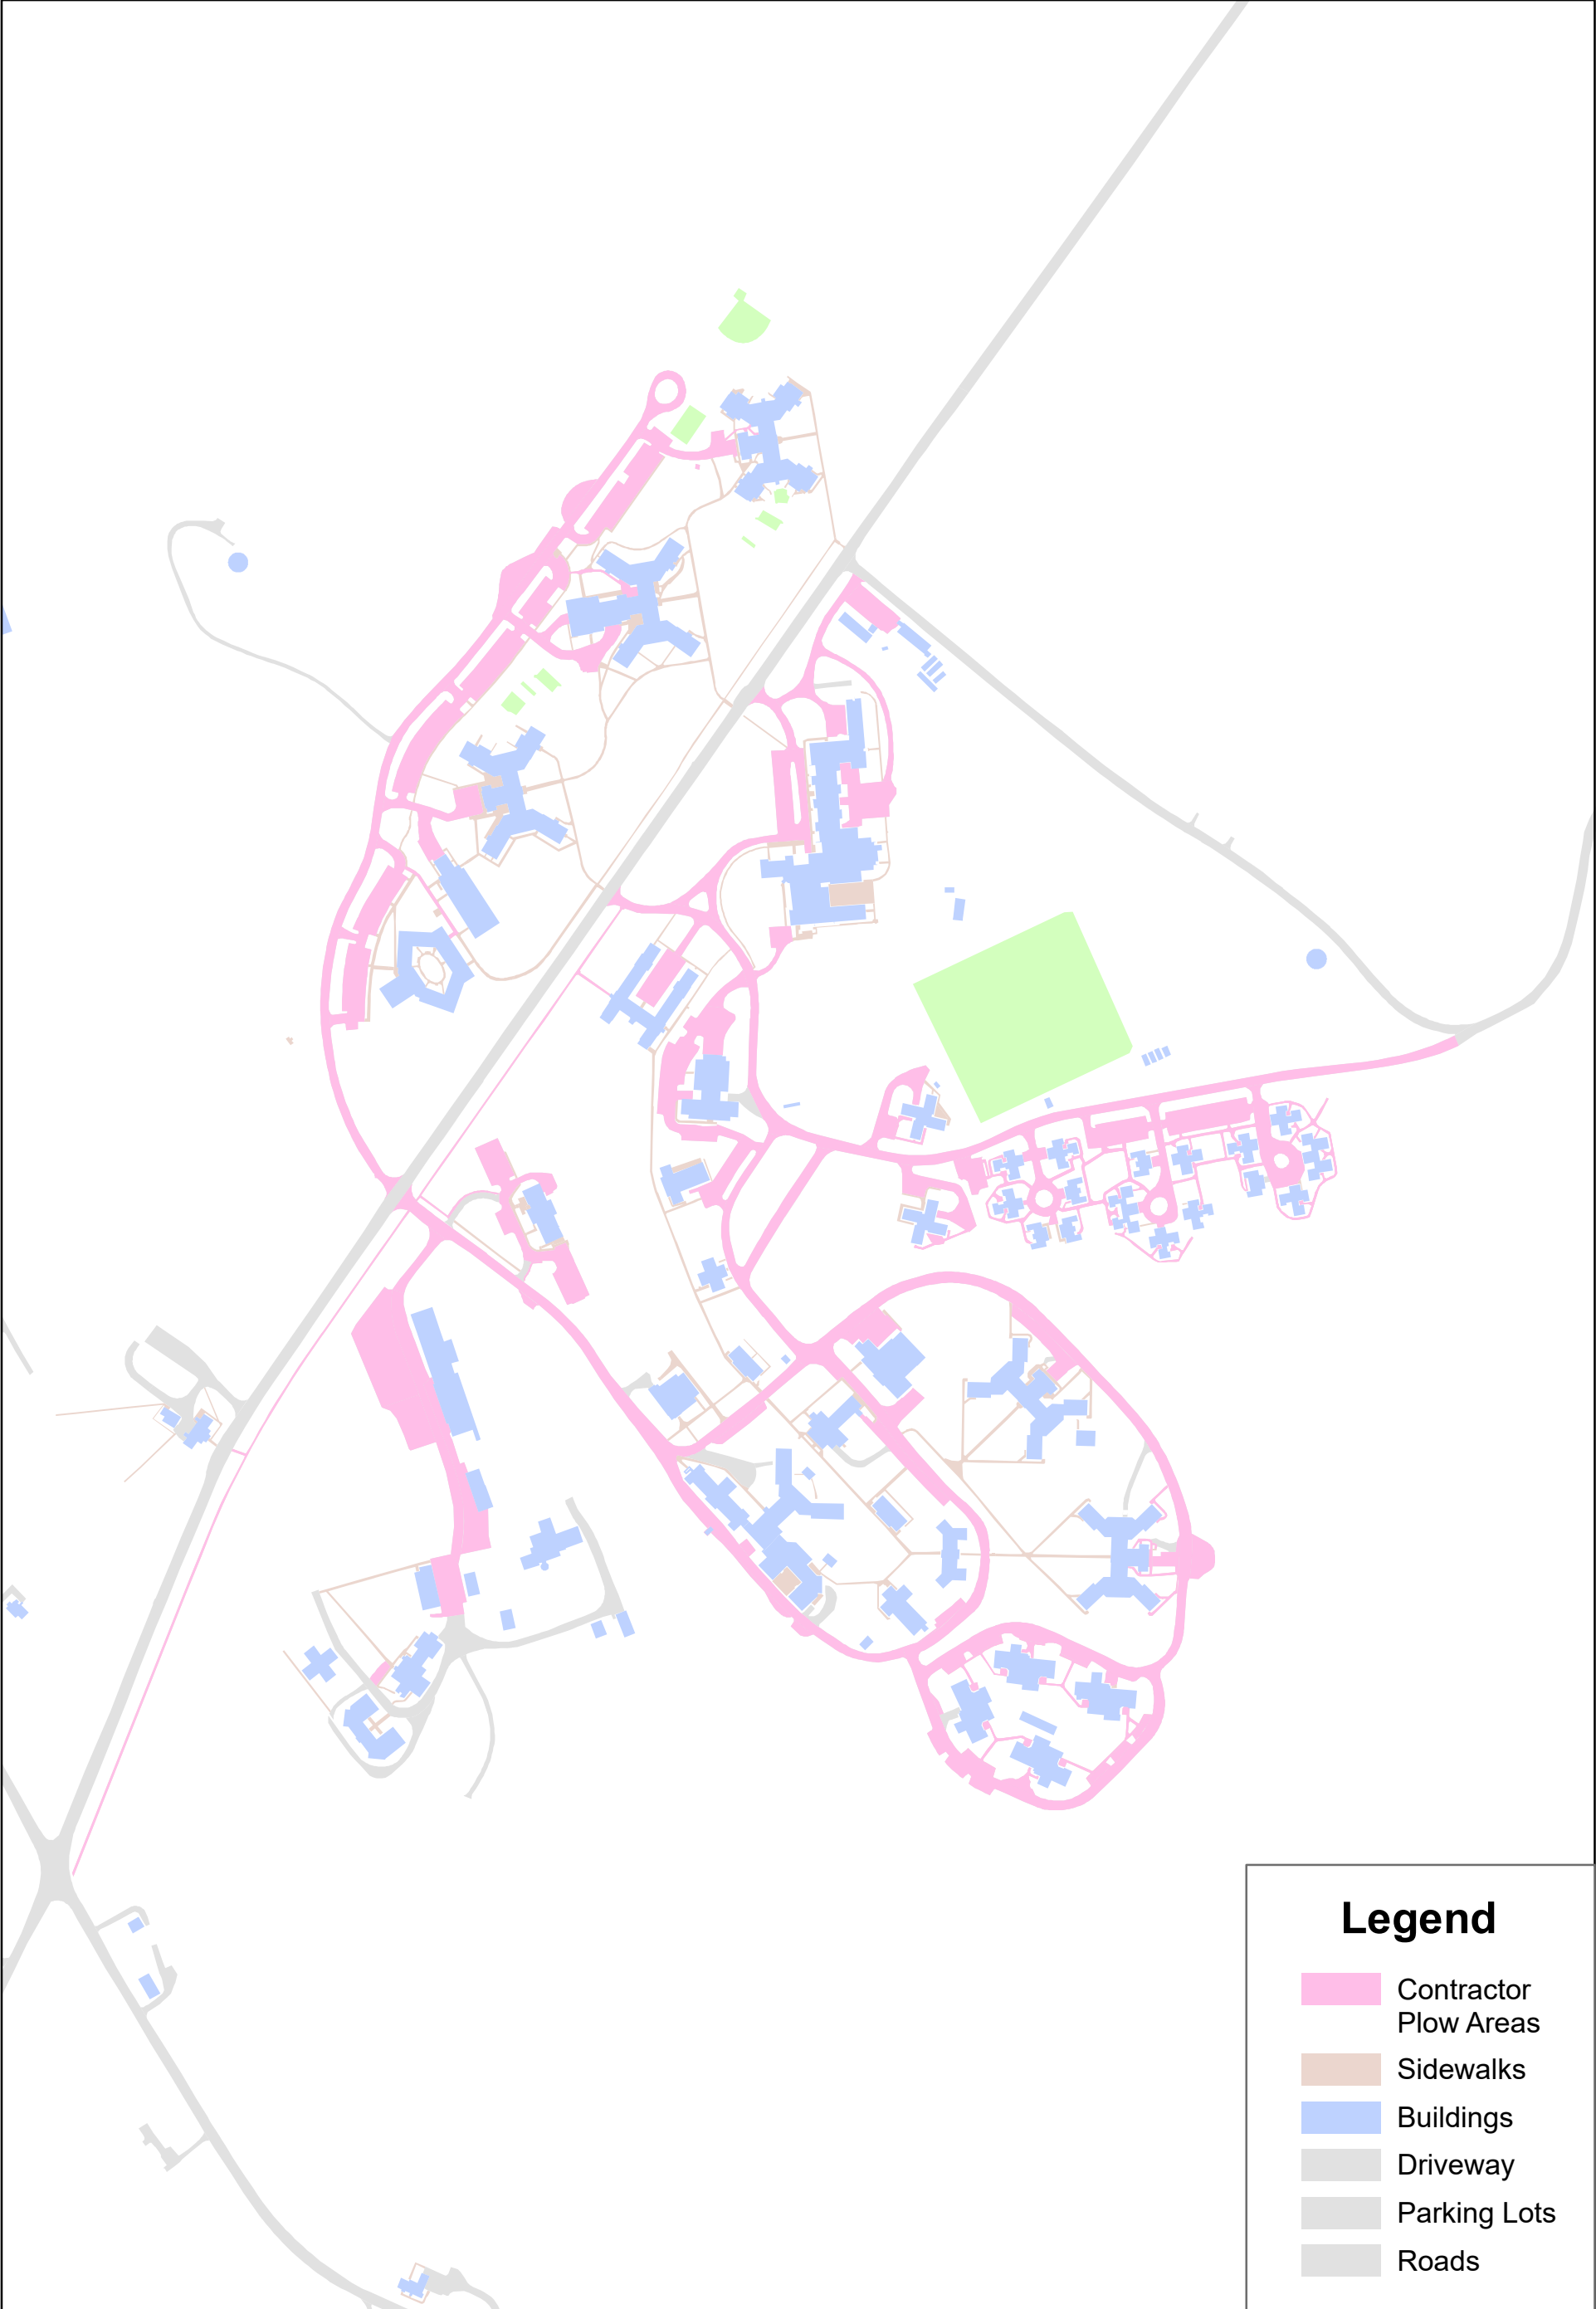 Legend
Contractor
Plow Areas
Sidewalks
Buildings
Driveway
Parking Lots
Roads